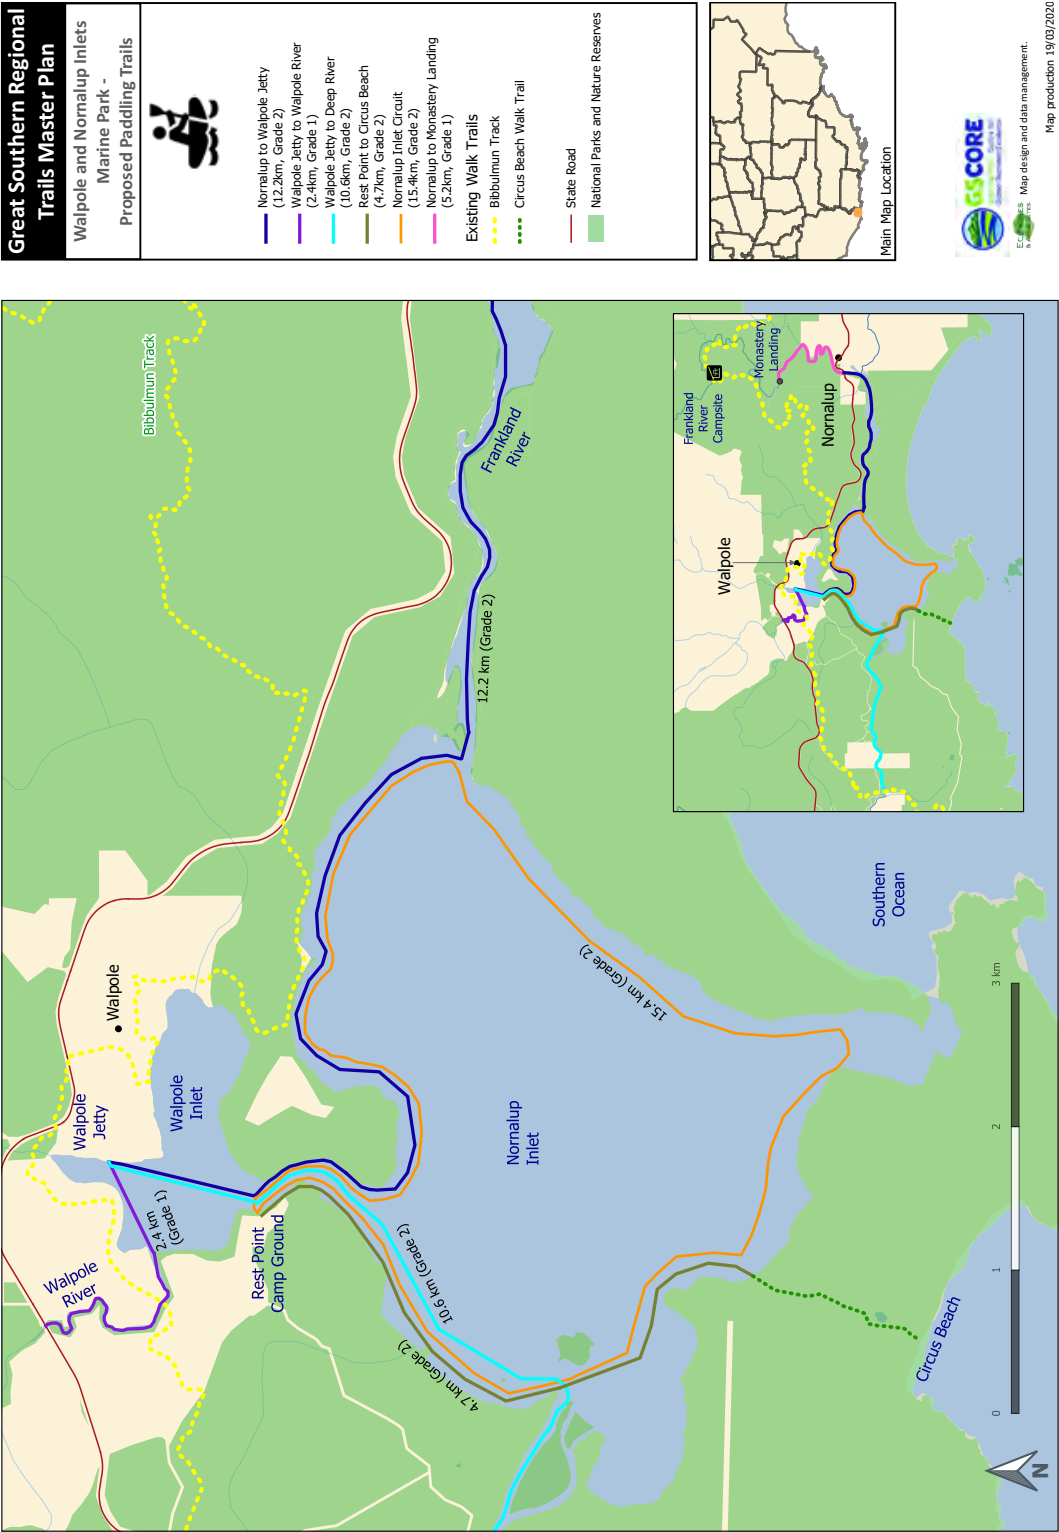 Great Southern Regional
Trails Master Plan
Walpole and Nornalup Inlets
Marine Park -
Proposed Paddling Trails
Nornalup to Walpole Jetty
(12.2km, Grade 2)
Walpole Jetty to Walpole River
(2.4km, Grade 1)
Walpole Jetty to Deep River
(10.6km, Grade 2)
Rest Point to Circus Beach
(4.7km, Grade 2)
Nornalup Inlet Circuit
(15.4km, Grade 2)
Nornalup to Monastery Landing
(5.2km, Grade 1)
Existing Walk Trails
Bibbulmun Track
Circus Beach Walk Trail
State Road
National Parks and Nature Reserves
Main Map Location
GSCORE
Map design and data management.
Map production 19/03/2020
Bibbulmun Track
Frankland
River
12.2 km (Grade 2)
Walpole
Walpole
Jetty
Walpole
Inlet
2.4 km
(Grade 1)
Walpole
River
Rest Point
Camp Ground
10.6 km (Grade 2)
4.7 km (Grade 2)
15.4 km (Grade 2)
Nornalup
Inlet
Southern
Ocean
Circus Beach
0
1
2
3 km
N
Frankland
River
Campsite
Monastery
Landing
Nornalup
Walpole